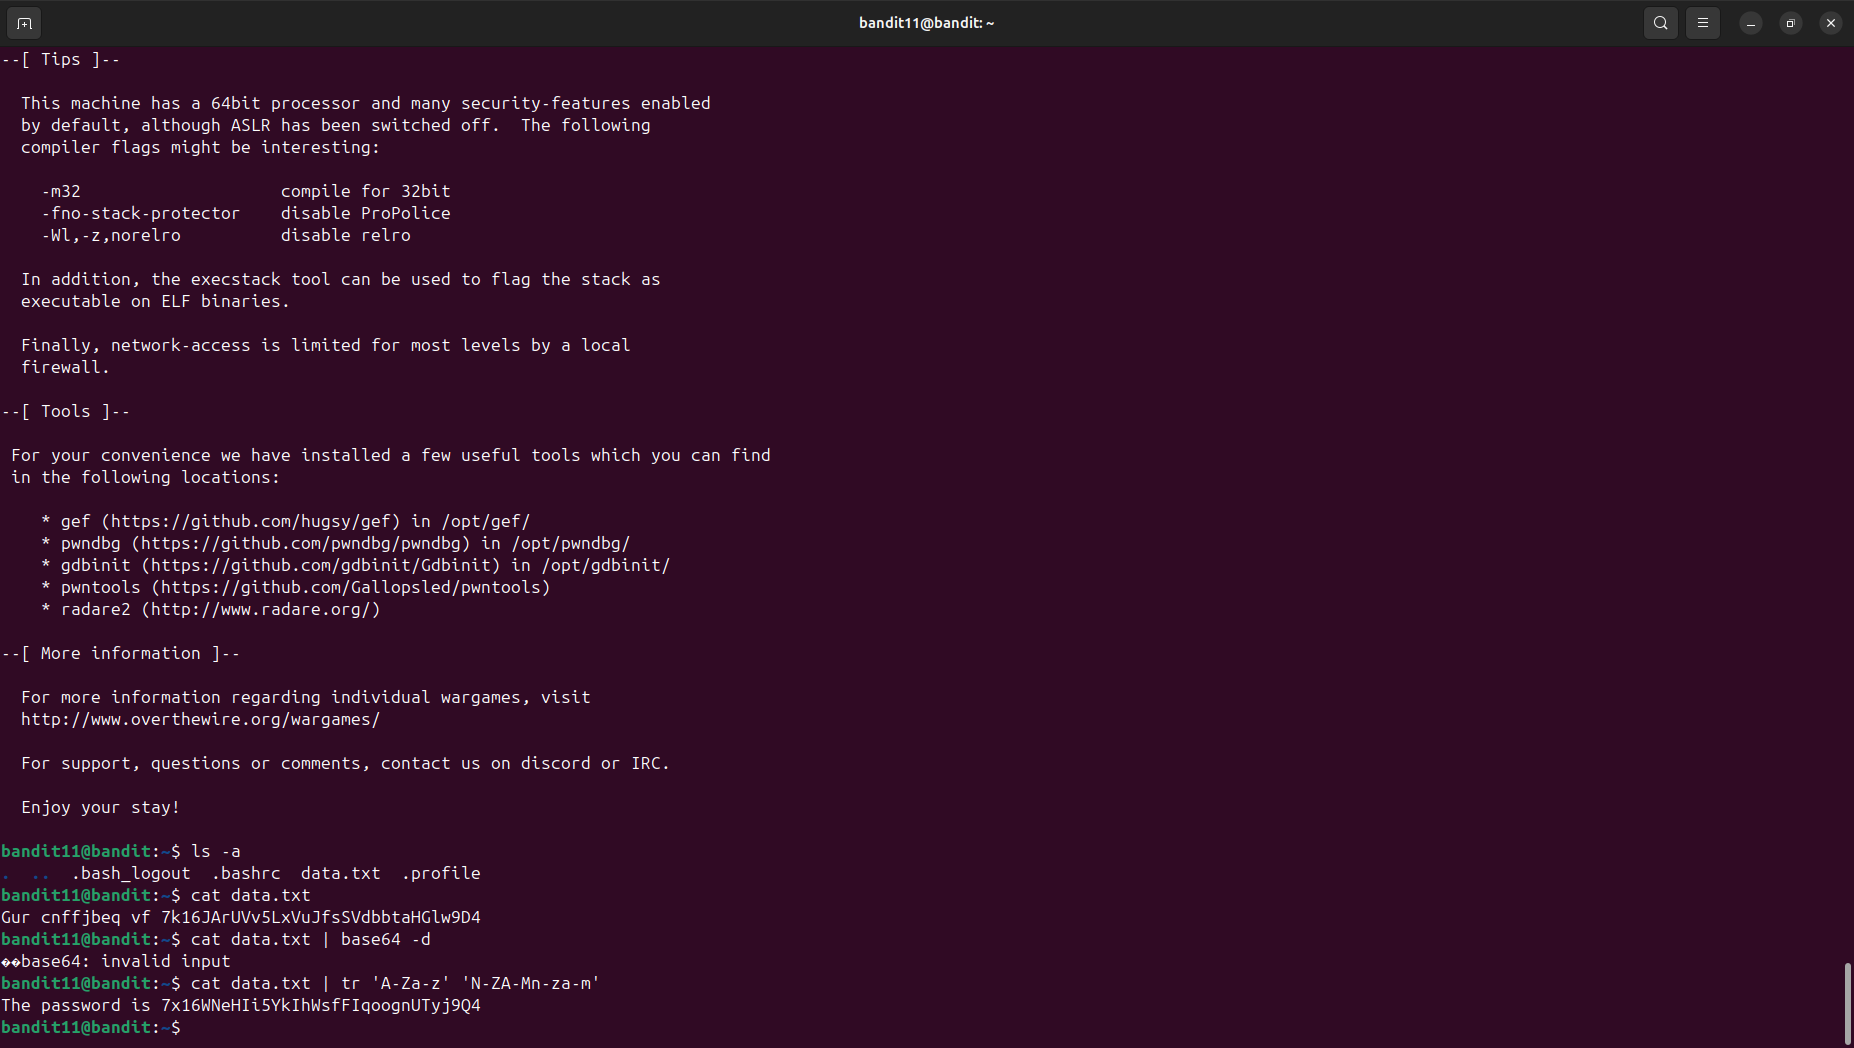 bandit11@bandit: ~
--[ Tips ]--
This machine has a 64bit processor and many security-features enabled
by default, although ASLR has been switched off.  The following
compiler flags might be interesting:
-m32                    compile for 32bit
-fno-stack-protector    disable ProPolice
-Wl,-z,norelro          disable relro
In addition, the execstack tool can be used to flag the stack as
executable on ELF binaries.
Finally, network-access is limited for most levels by a local
firewall.
--[ Tools ]--
For your convenience we have installed a few useful tools which you can find
in the following locations:
* gef (https://github.com/hugsy/gef) in /opt/gef/
* pwndbg (https://github.com/pwndbg/pwndbg) in /opt/pwndbg/
* gdbinit (https://github.com/gdbinit/Gdbinit) in /opt/gdbinit/
* pwntools (https://github.com/Gallopsled/pwntools)
* radare2 (http://www.radare.org/)
--[ More information ]--
For more information regarding individual wargames, visit
http://www.overthewire.org/wargames/
For support, questions or comments, contact us on discord or IRC.
Enjoy your stay!
bandit11@bandit:~$ ls -a
.  ..  .bash_logout  .bashrc  data.txt  .profile
bandit11@bandit:~$ cat data.txt
Gur cnffjbeq vf 7k16JArUVv5LxVuJfsSVdbbtaHGlw9D4
bandit11@bandit:~$ cat data.txt | base64 -d
��base64: invalid input
bandit11@bandit:~$ cat data.txt | tr 'A-Za-z' 'N-ZA-Mn-za-m'
The password is 7x16WNeHIi5YkIhWsfFIqoognUTyj9Q4
bandit11@bandit:~$